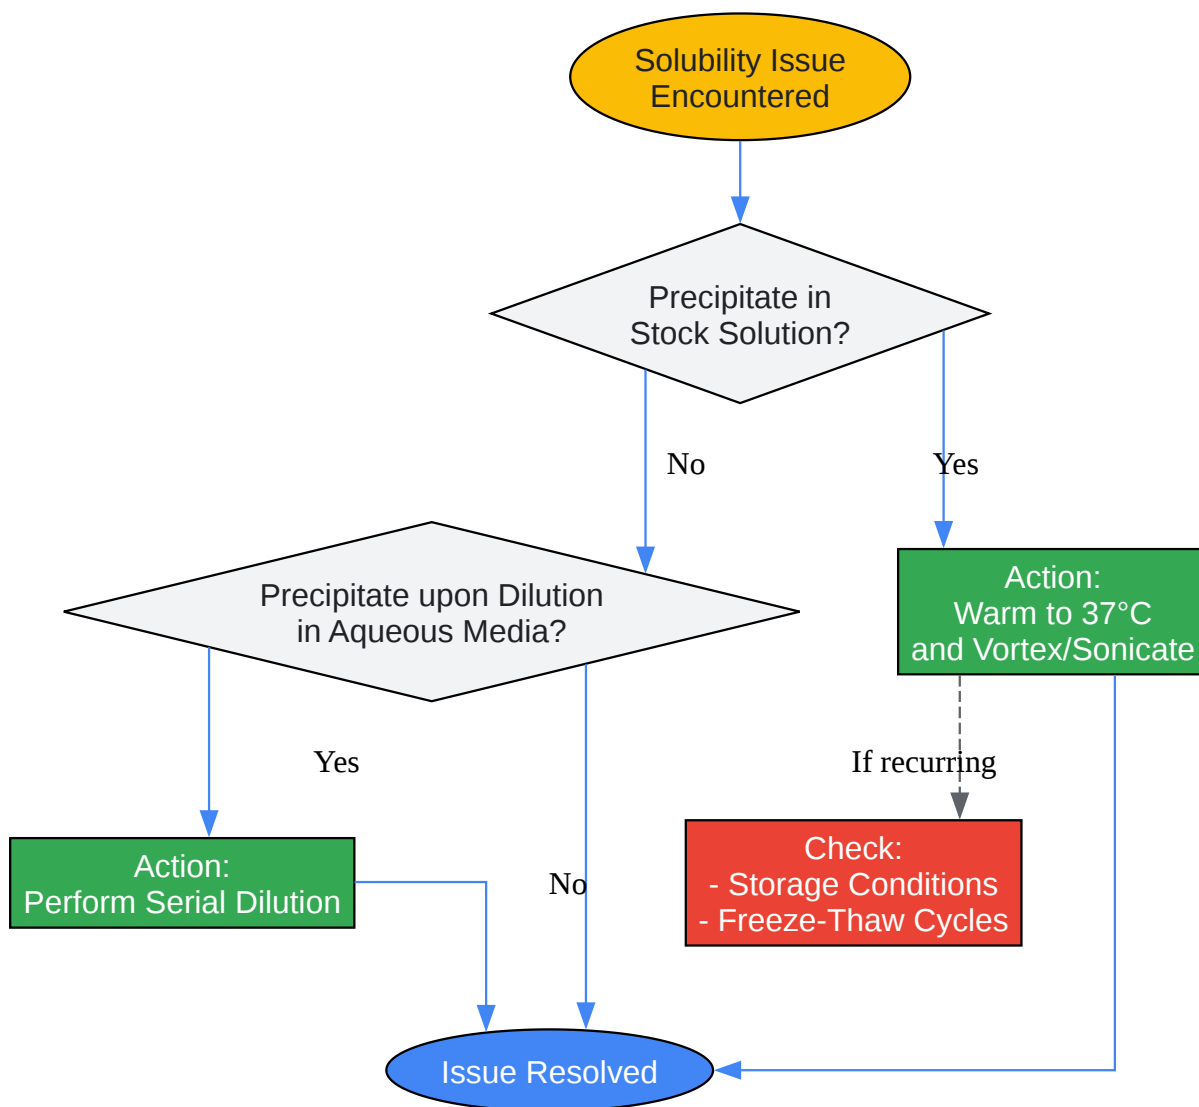 Solubility Issue
Encountered
Precipitate in
Stock Solution?
No
Yes
Precipitate upon Dilution
in Aqueous Media?
Action:
Warm to 37°C
and Vortex/Sonicate
Yes
If recurring
Action:
Perform Serial Dilution
No
Check:
- Storage Conditions
- Freeze-Thaw Cycles
Issue Resolved